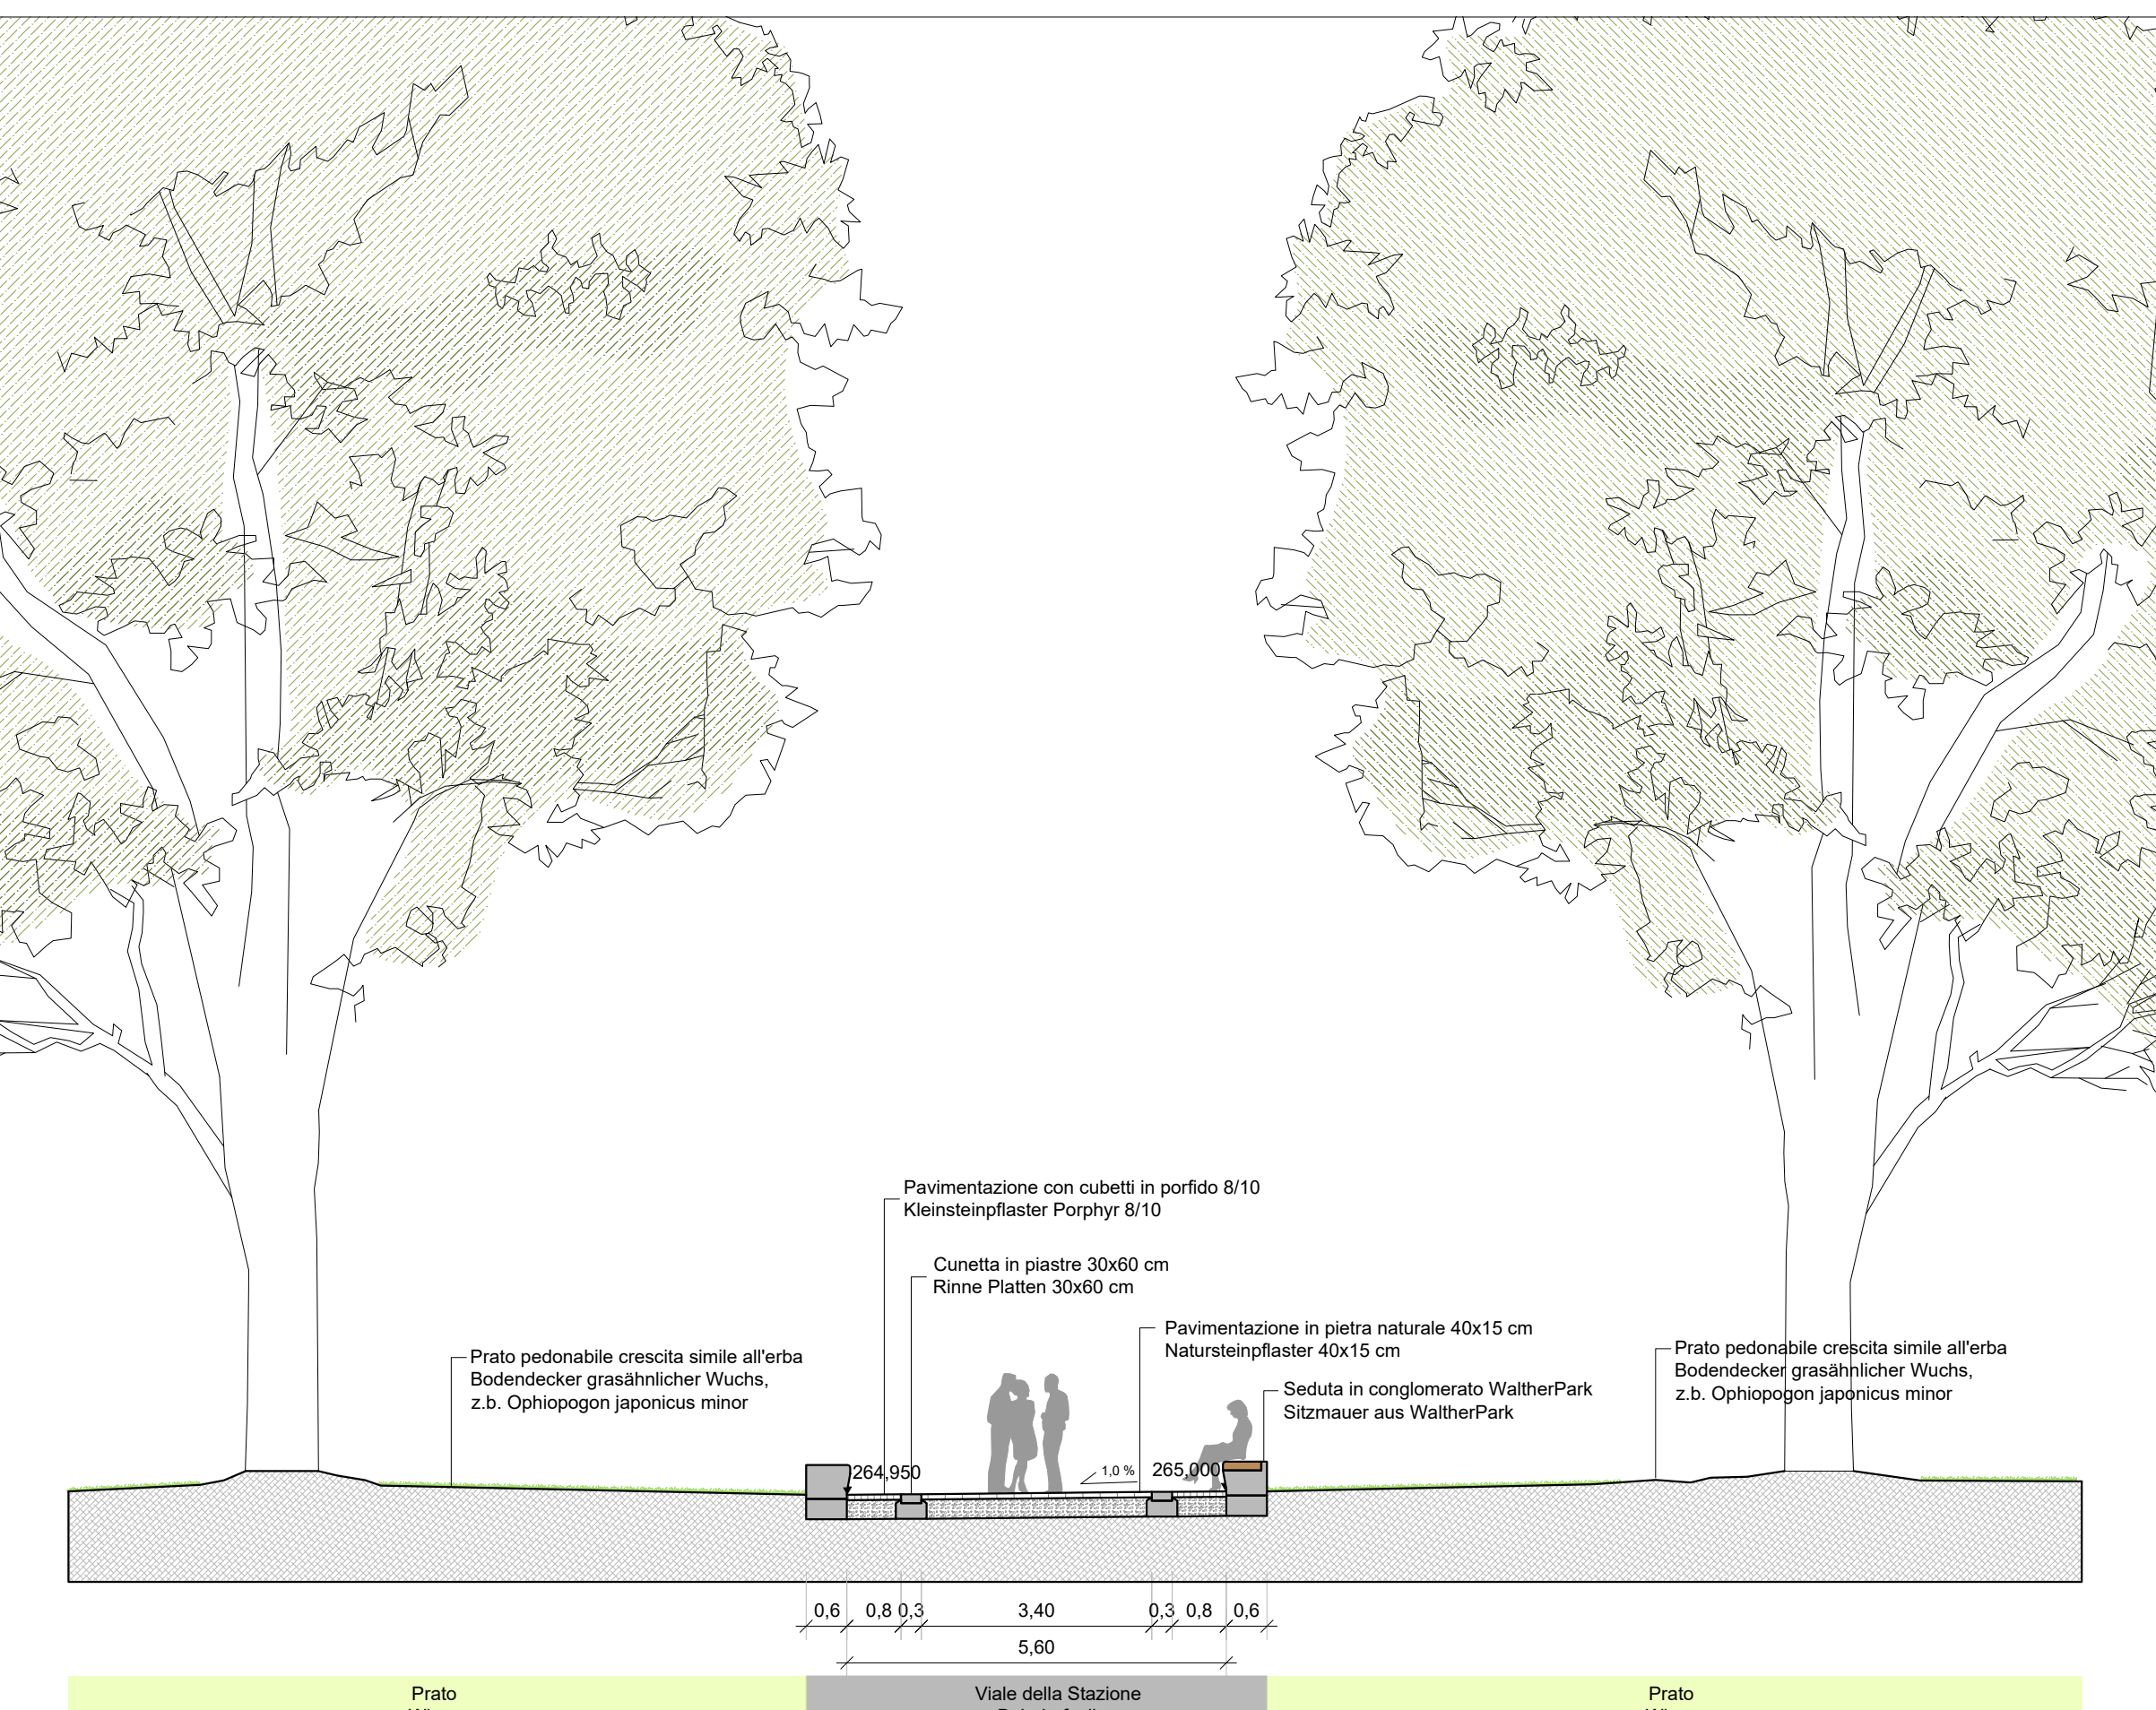 Pavimentazione con cubetti in porfido 8/10
Kleinsteinpflaster Porphyr 8/10
Cunetta in piastre 30x60 cm
Rinne Platten 30x60 cm
Pavimentazione in pietra naturale 40x15 cm
Natursteinpflaster 40x15 cm
Prato pedonabile crescita simile all'erba
Bodendecker grasähnlicher Wuchs,
z.b. Ophiopogon japonicus minor
Prato pedonabile crescita simile all'erba
Bodendecker grasähnlicher Wuchs,
z.b. Ophiopogon japonicus minor
Seduta in conglomerato WaltherPark
Sitzmauer aus WaltherPark
264,950
1,0 %
265,000
0,6 0,8 0,3 3,40 0,3 0,8 0,6
5,60
Prato Viale della Stazione Prato